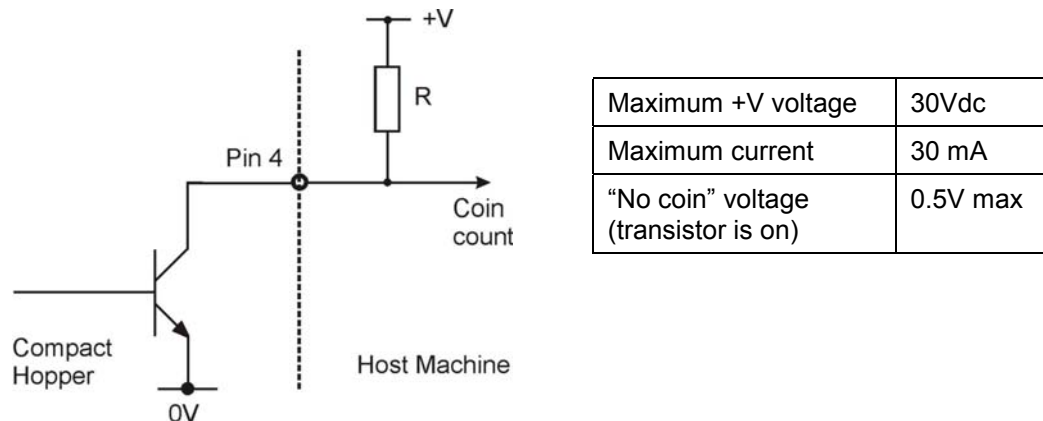 +V
R
Pin 4
Coin
count
Compact
Hopper
Host Machine
0V
Maximum +V voltage 30Vdc
Maximum current 30 mA
“No coin” voltage 0.5V max
(transistor is on)